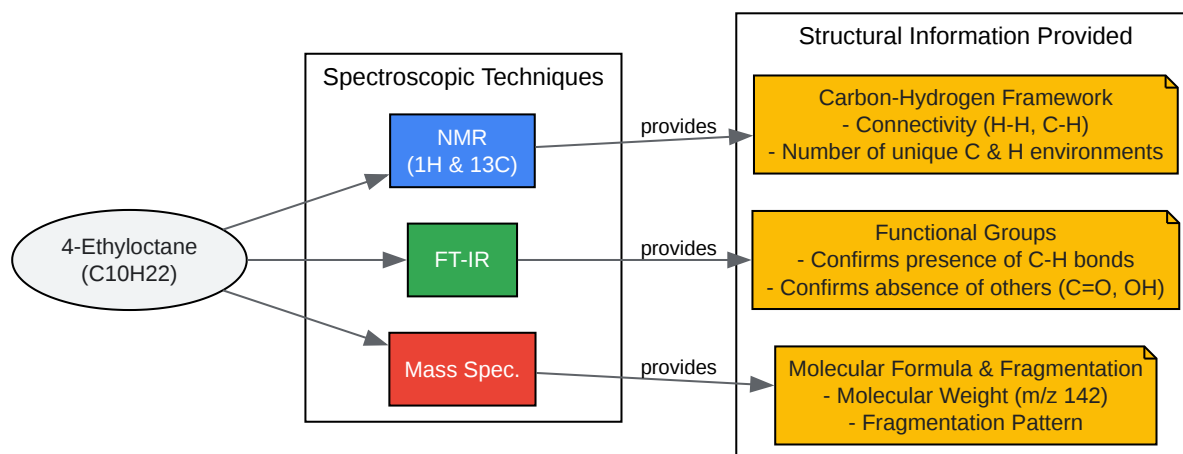 Structural Information Provided
Spectroscopic Techniques
4-Ethyloctane
(C10H22)
NMR
(1H & 13C)
provides
Carbon-Hydrogen Framework
- Connectivity (H-H, C-H)
- Number of unique C & H environments
FT-IR
provides
Functional Groups
- Confirms presence of C-H bonds
- Confirms absence of others (C=O, OH)
Mass Spec.
provides
Molecular Formula & Fragmentation
- Molecular Weight (m/z 142)
- Fragmentation Pattern